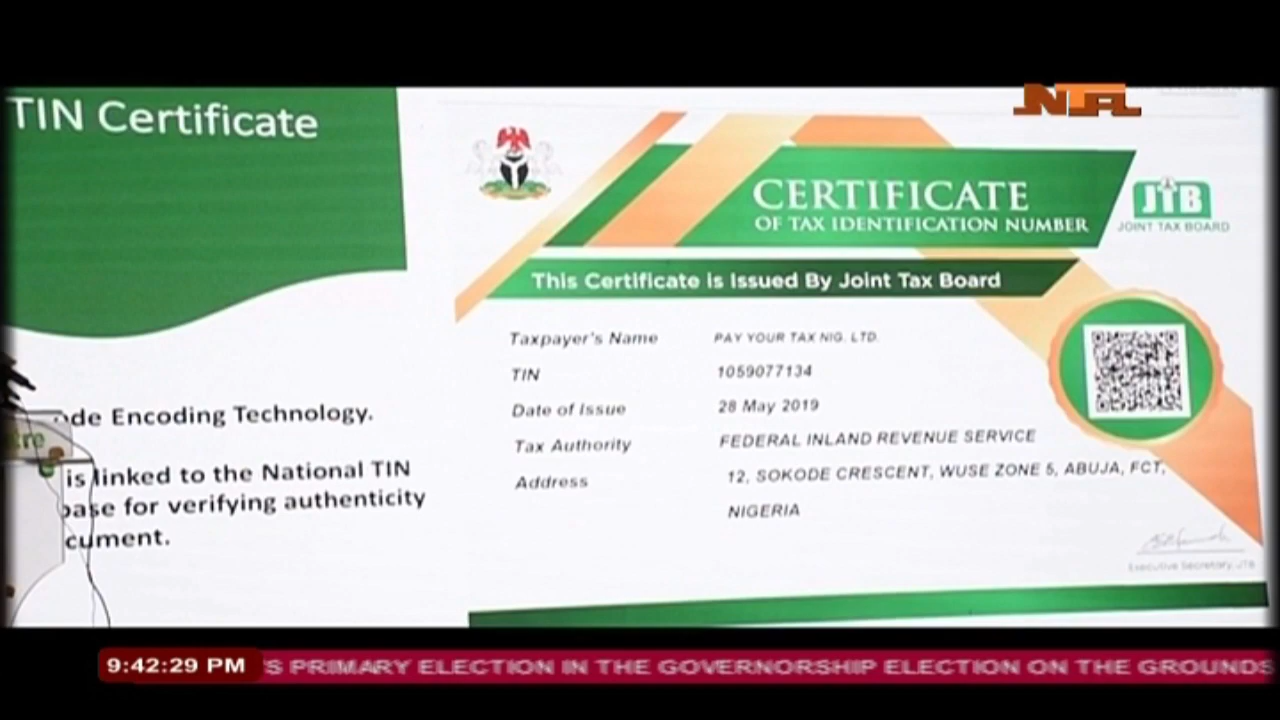 TIN Certificate
NTA
CERTIFICATE
OF TAX IDENTIFICATION NUMBER
JTB
JOINT TAX BOARD
This Certificate is Issued By Joint Tax Board
Taxpayer's Name PAY YOUR TAX NIG. LTD.
TIN 1059077134
Date of Issue 28 May 2019
Tax Authority FEDERAL INLAND REVENUE SERVICE
Address 12, SOKODE CRESCENT, WUSE ZONE 5, ABUJA, FCT,
NIGERIA
Executive Secretary, JTB
ode Encoding Technology.
is linked to the National TIN
base for verifying authenticity
cument.
9:42:29 PM 'S PRIMARY ELECTION IN THE GOVERNORSHIP ELECTION ON THE GROUNDS